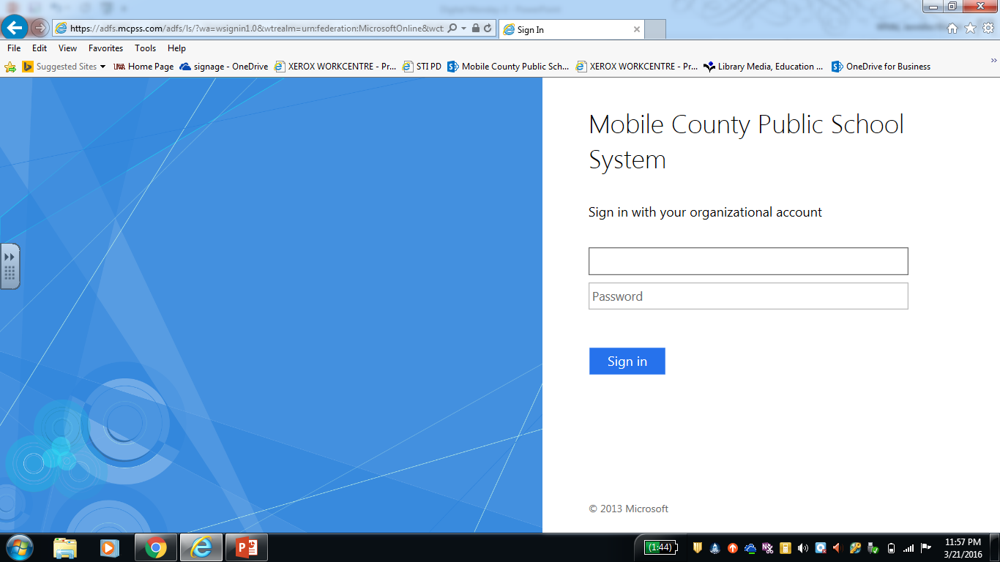 https://adfs.mcpss.com/adfs/ls/?wa=wsignin1.0&wtrealm=urn:federation:MicrosoftOnline&wct
Sign In
File Edit View Favorites Tools Help
Suggested Sites UWA Home Page signage - OneDrive XEROX WORKCENTRE - Pr... STI PD Mobile County Public Sch... XEROX WORKCENTRE - Pr... Library Media, Education ... OneDrive for Business
Mobile County Public School
System
Sign in with your organizational account
Password
Sign in
© 2013 Microsoft
(1:44)
11:57 PM
3/21/2016